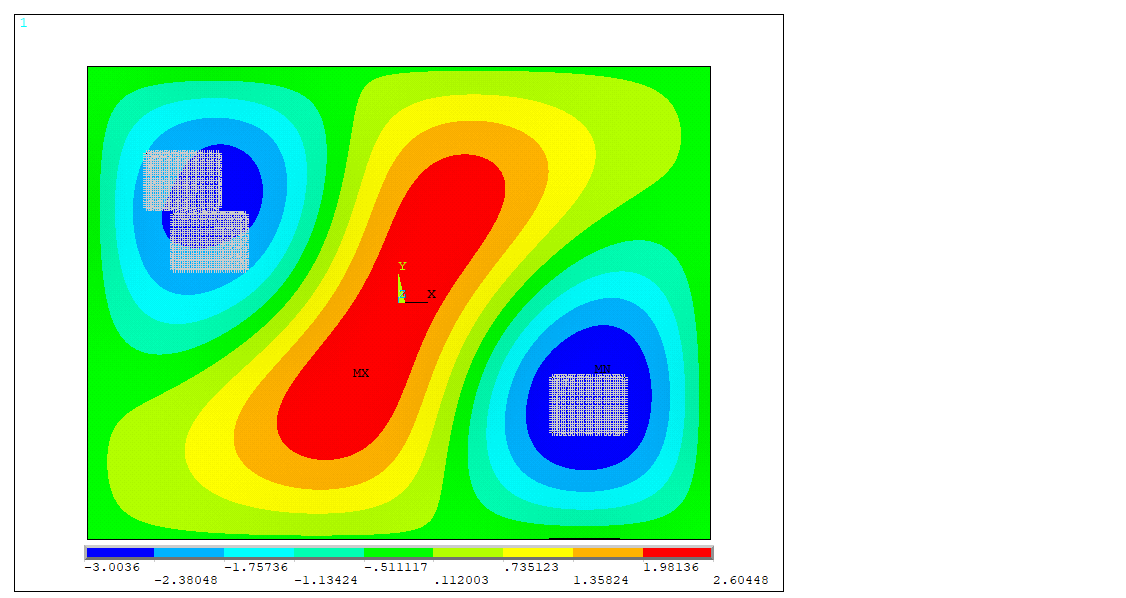 1
Y
X
MX
MN
-3.0036 -1.75736 -.511117 .735123 1.98136
-2.38048 -1.13424 .112003 1.35824 2.60448